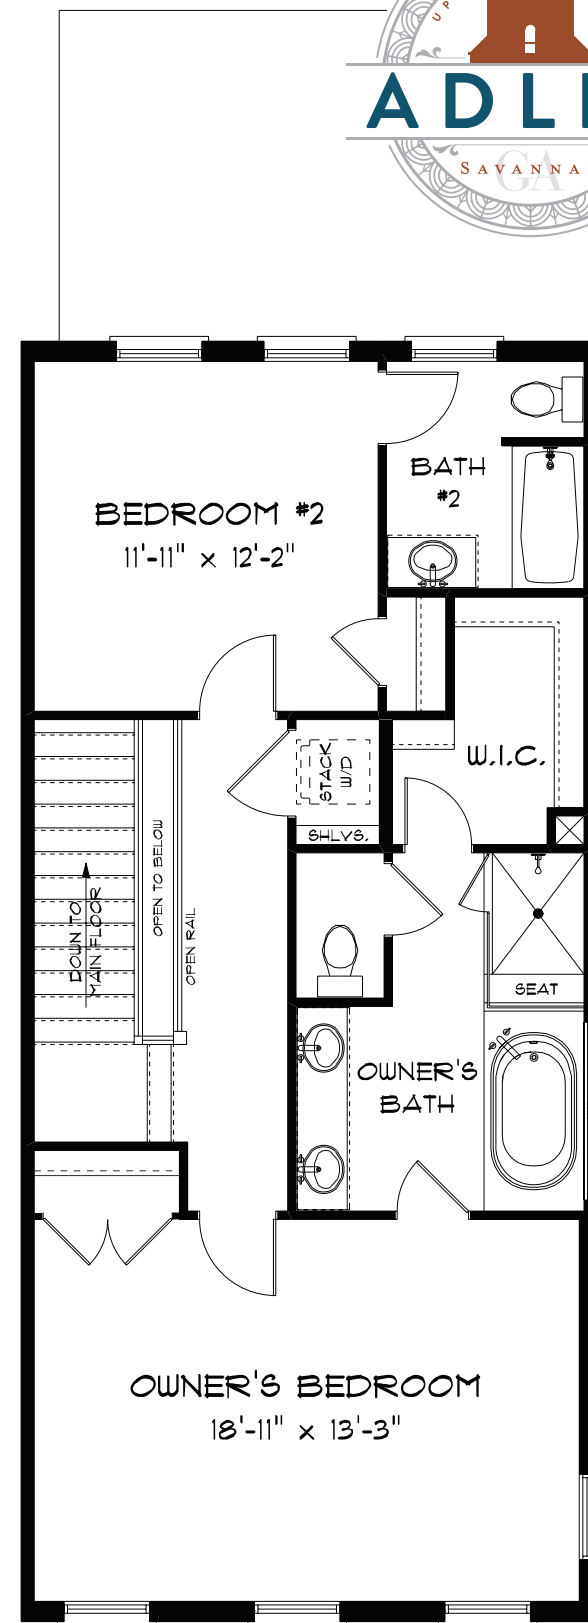 UP
ADL
SAVANNA
GA
BATH
#2
BEDROOM #2
11'-11" x 12'-2"
STACK
W/D
W.I.C.
SHLVS.
OPEN TO BELOW
DOWN TO
MAIN FLOOR
OPEN RAIL
SEAT
OWNER'S
BATH
OWNER'S BEDROOM
18'-11" x 13'-3"